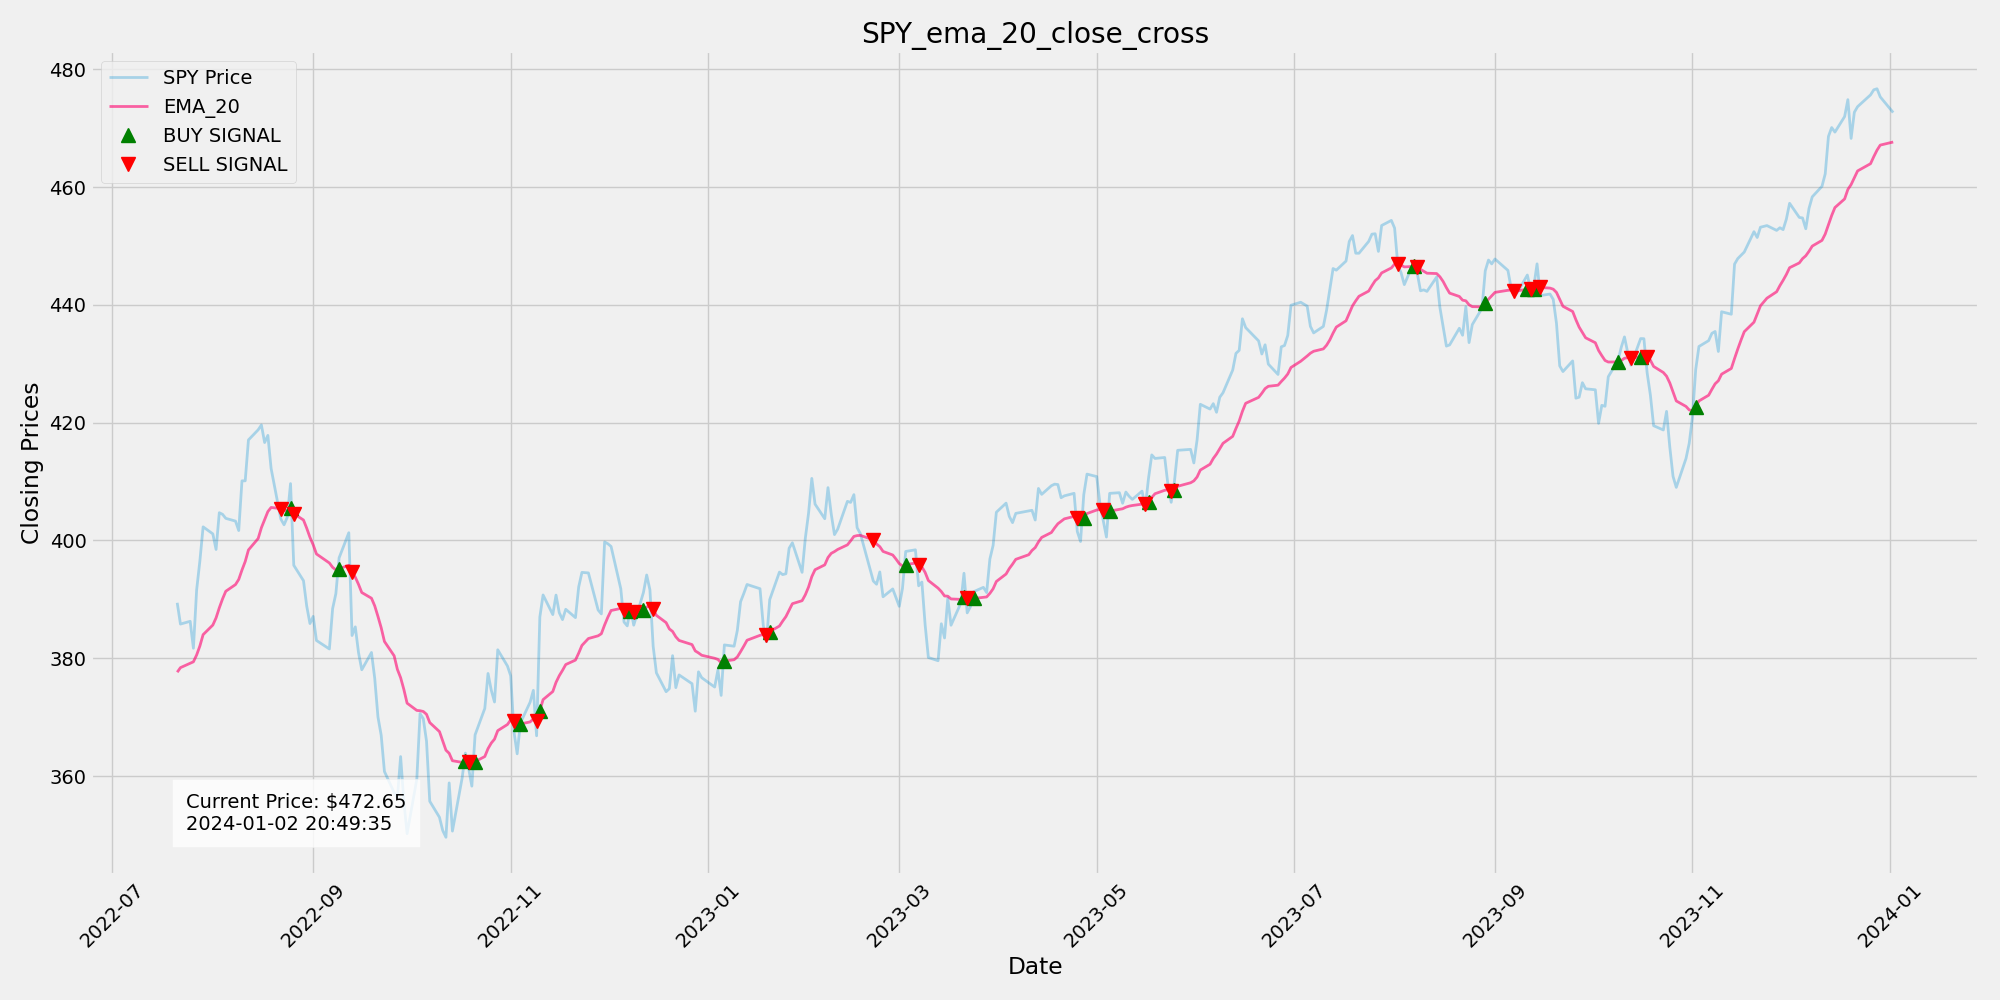 SPY_ema_20_close_cross
SPY Price
EMA_20
BUY SIGNAL
SELL SIGNAL
480
460
440
420
400
380
360
Closing Prices
Current Price: $472.65
2024-01-02 20:49:35
2022-07
2022-09
2022-11
2023-01
2023-03
2023-05
2023-07
2023-09
2023-11
2024-01
Date